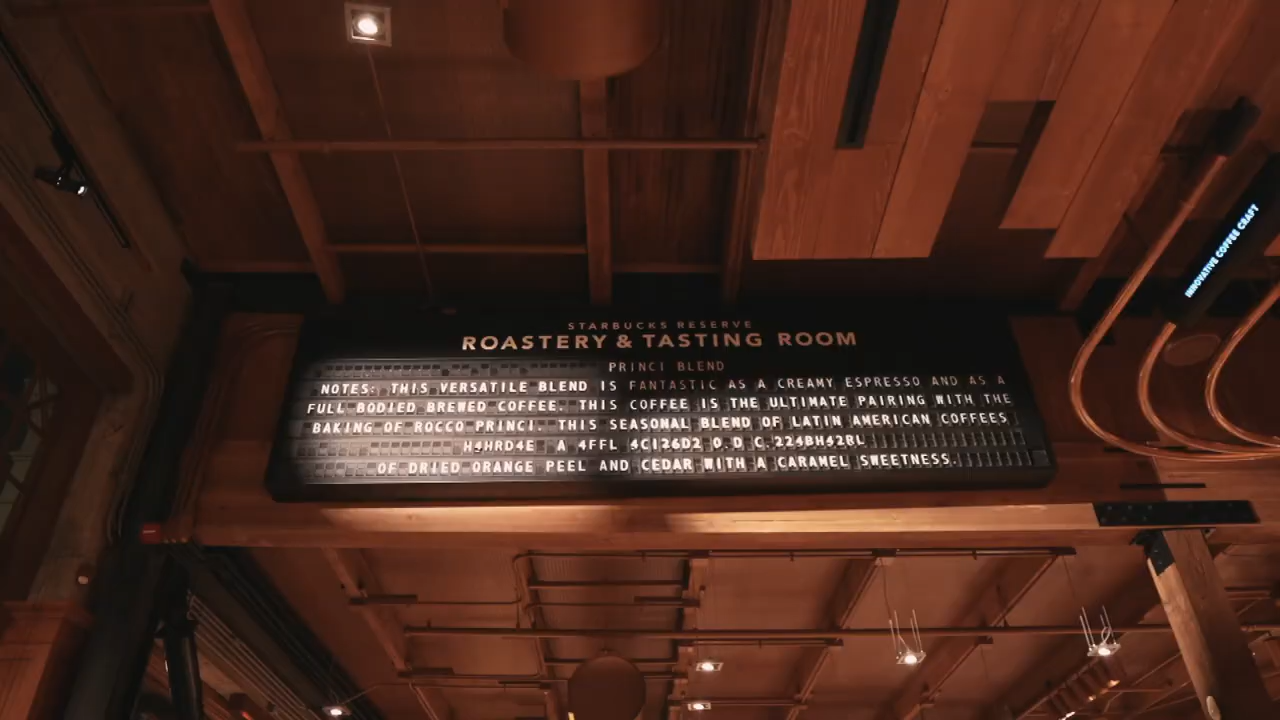 STARBUCKS RESERVE
ROASTERY & TASTING ROOM
PRINCI BLEND
NOTES: THIS VERSATILE BLEND IS FANTASTIC AS A CREAMY ESPRESSO AND AS A
FULL BODIED BREWED COFFEE. THIS COFFEE IS THE ULTIMATE PAIRING WITH THE
BAKING OF ROCCO PRINCI. THIS SEASONAL BLEND OF LATIN AMERICAN COFFEES
A 4FFL
OF DRIED ORANGE PEEL AND CEDAR WITH A CARAMEL SWEETNESS.
INNOVATIVE COFFEE CRAFT